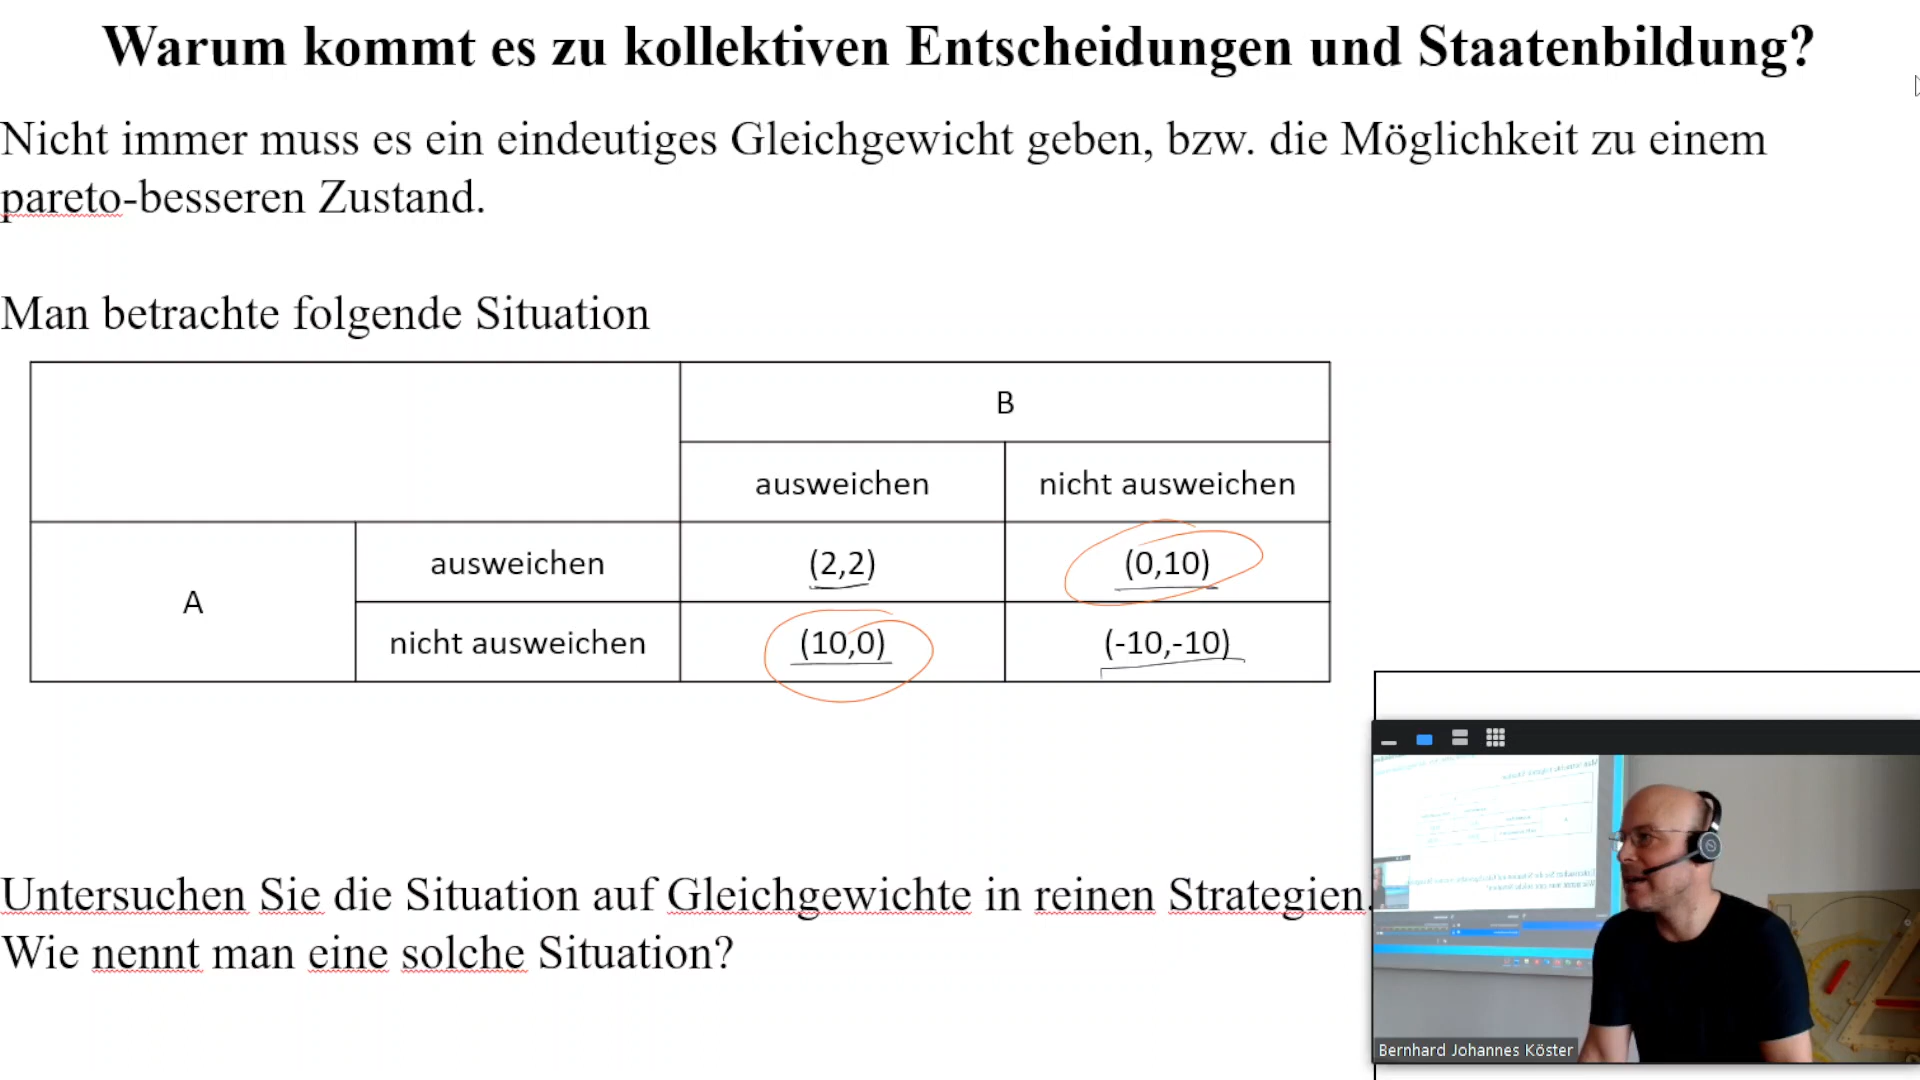 Warum kommt es zu kollektiven Entscheidungen und Staatenbildung?
Nicht immer muss es ein eindeutiges Gleichgewicht geben, bzw. die Möglichkeit zu einem
pareto-besseren Zustand.
Man betrachte folgende Situation
B
ausweichen nicht ausweichen
A
ausweichen (2,2) (0,10)
nicht ausweichen (10,0) (-10,-10)
Untersuchen Sie die Situation auf Gleichgewichte in reinen Strategien.
Wie nennt man eine solche Situation?
Bernhard Johannes Köster